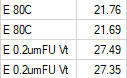 E 80C 21.76
E 80C 21.69
E 0.2umFU Vt 27.49
E 0.2umFU Vt 27.35